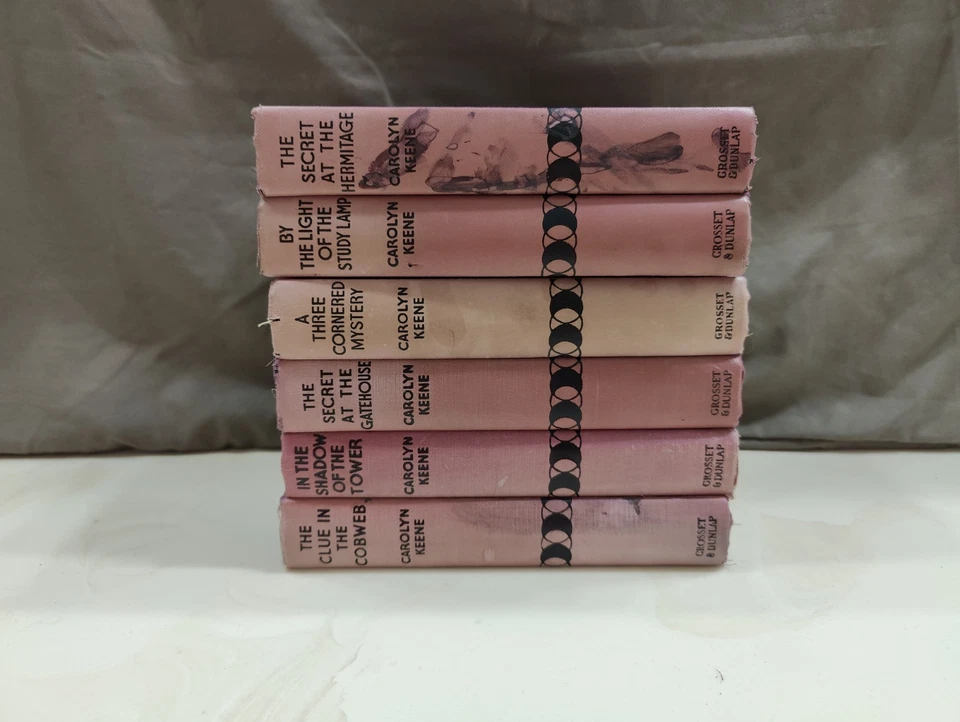 THE
SECRET
AT THE
HERMITAGE
CAROLYN
KEENE
GROSSET
& DUNLAP
BY
THE LIGHT
OF THE
STUDY LAMP
CAROLYN
KEENE
GROSSET
& DUNLAP
A
THREE
CORNERED
MYSTERY
CAROLYN
KEENE
GROSSET
& DUNLAP
THE
SECRET
AT THE
GATEHOUSE
CAROLYN
KEENE
GROSSET
& DUNLAP
IN THE
SHADOW
OF THE
TOWER
CAROLYN
KEENE
GROSSET
& DUNLAP
THE
CLUE IN
THE
COBWEB
CAROLYN
KEENE
GROSSET
& DUNLAP